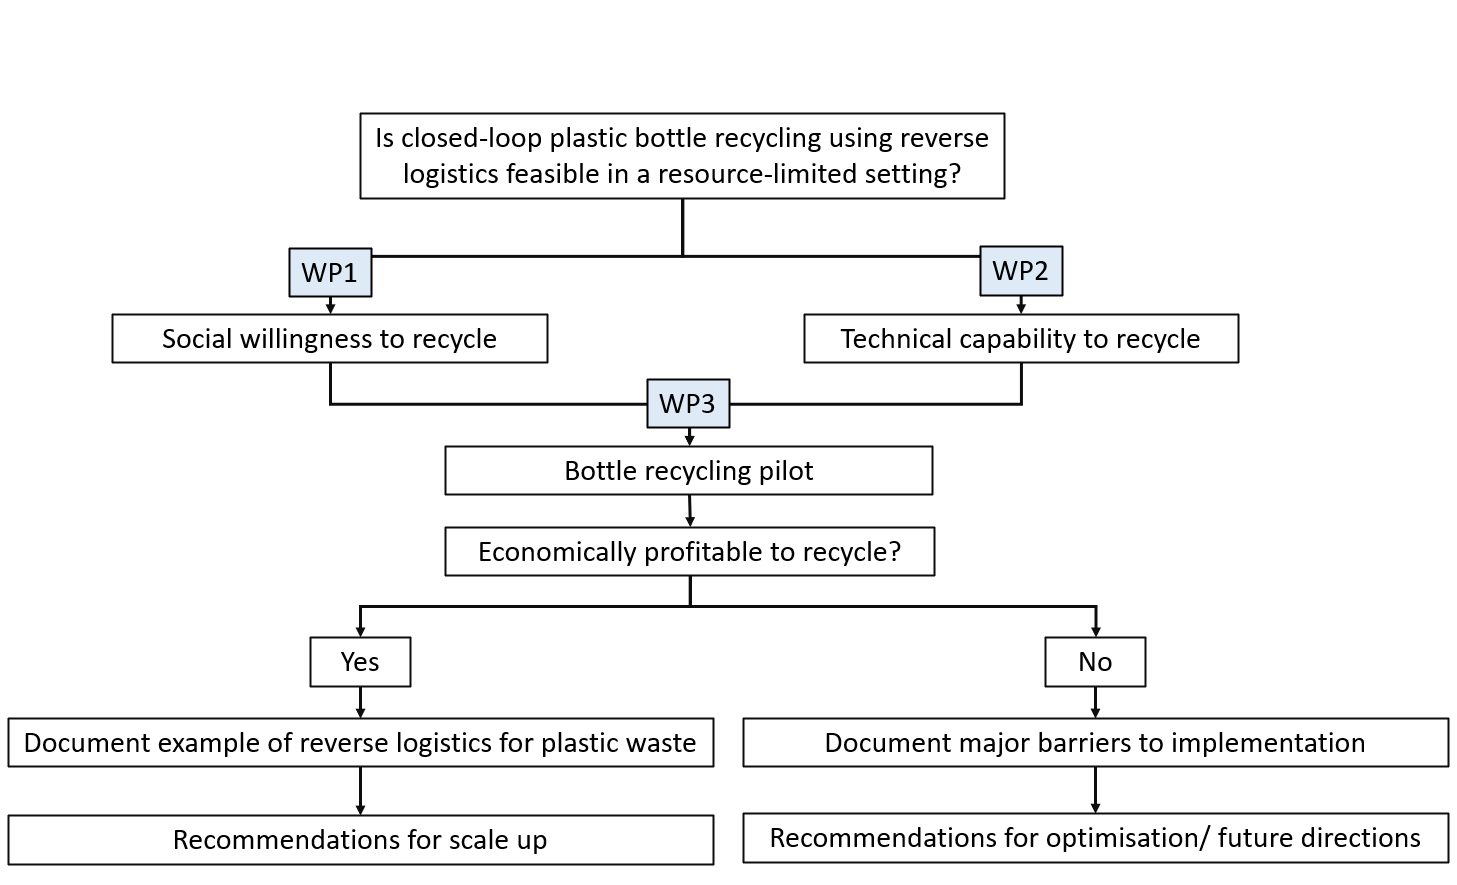 Is closed-loop plastic bottle recycling using reverse
logistics feasible in a resource-limited setting?
WP1
WP2
Social willingness to recycle
Technical capability to recycle
WP3
Bottle recycling pilot
Economically profitable to recycle?
Yes
No
Document example of reverse logistics for plastic waste
Document major barriers to implementation
Recommendations for scale up
Recommendations for optimisation/ future directions